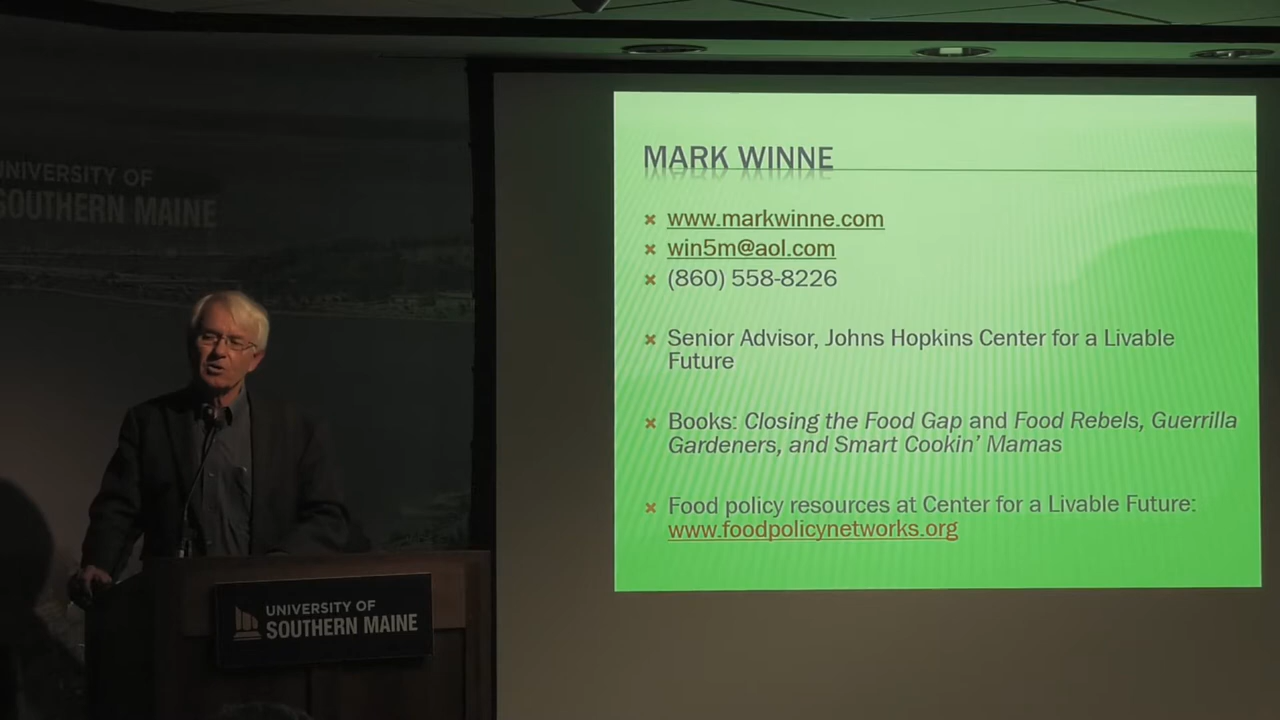 UNIVERSITY OF
SOUTHERN MAINE
MARK WINNE
www.markwinne.com
win5m@aol.com
(860) 558-8226
Senior Advisor, Johns Hopkins Center for a Livable
Future
Books: Closing the Food Gap and Food Rebels, Guerrilla
Gardeners, and Smart Cookin' Mamas
Food policy resources at Center for a Livable Future:
www.foodpolicynetworks.org
UNIVERSITY OF
SOUTHERN MAINE